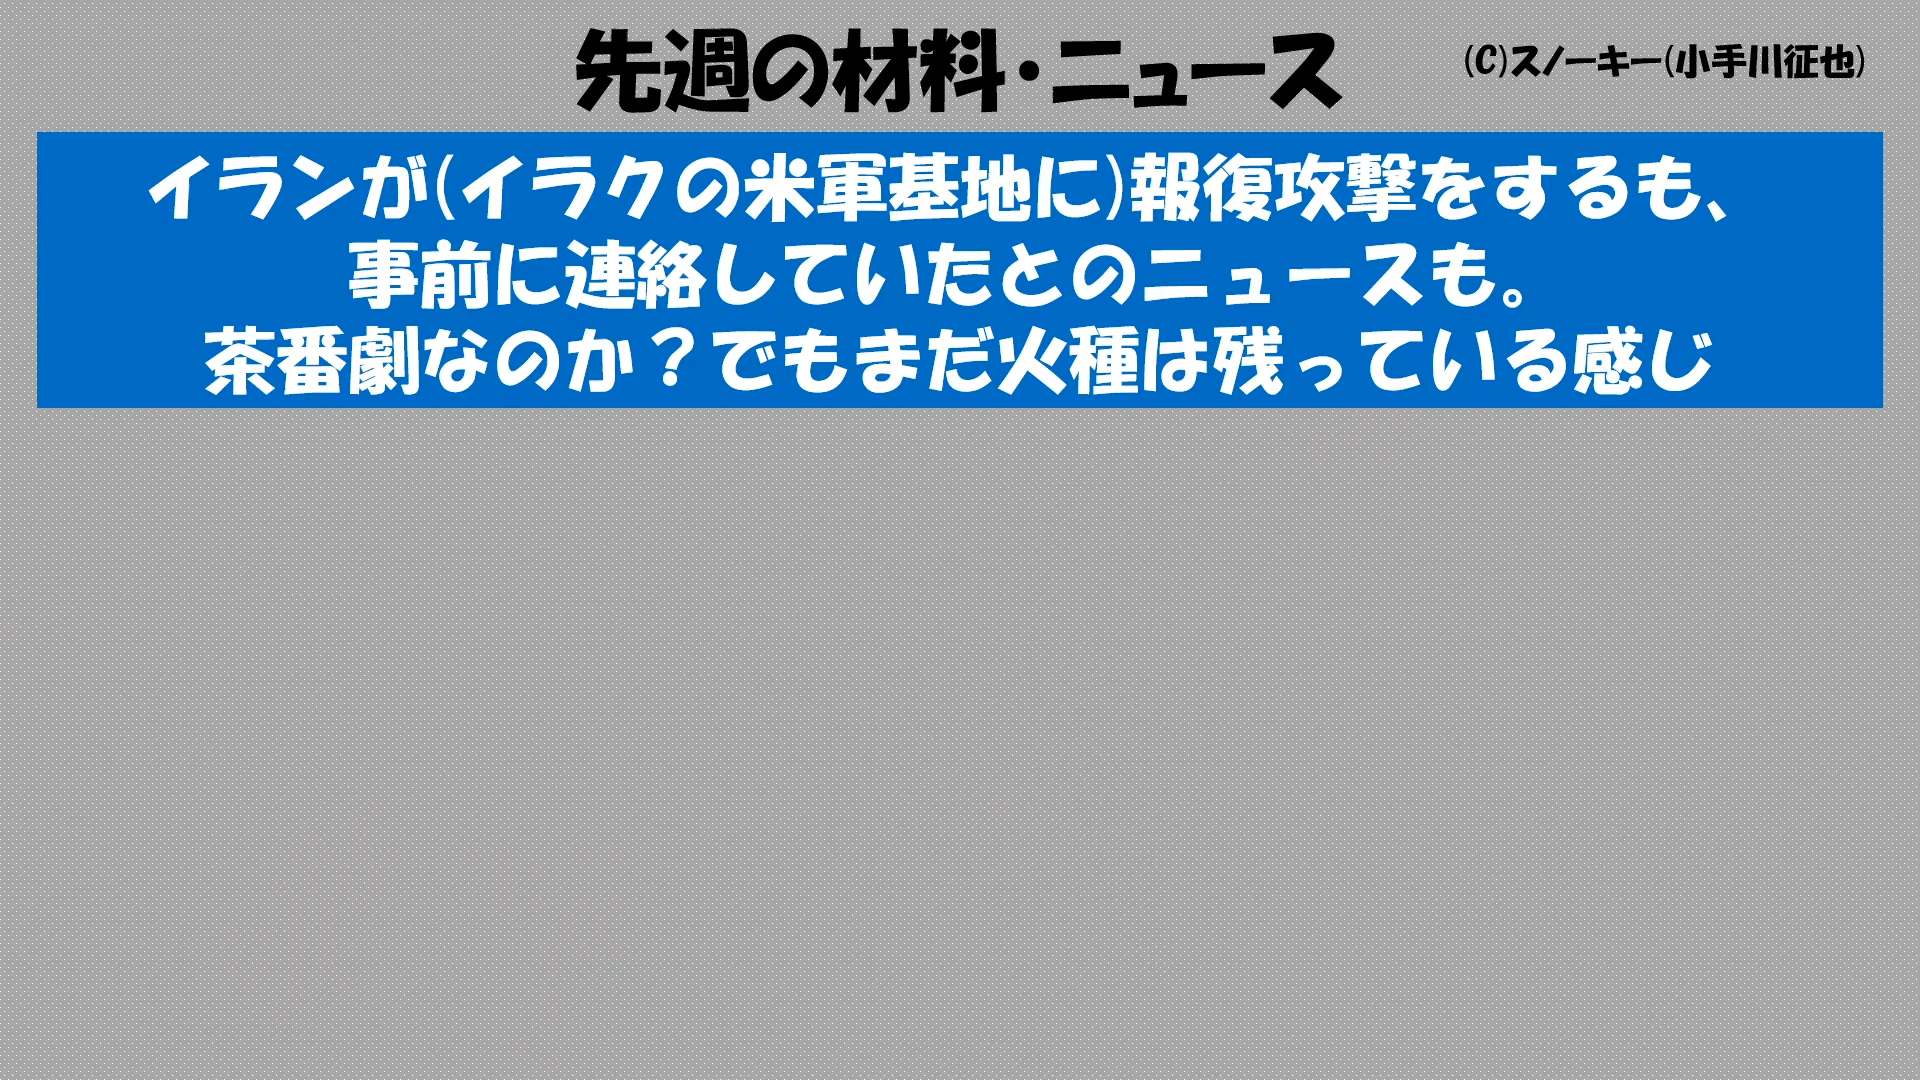 先週の材料・ニュース
(C)スノーキー(小手川征也)
イランが(イラクの米軍基地に)報復攻撃をするも、
事前に連絡していたとのニュースも。
茶番劇なのか？でもまだ火種は残っている感じ